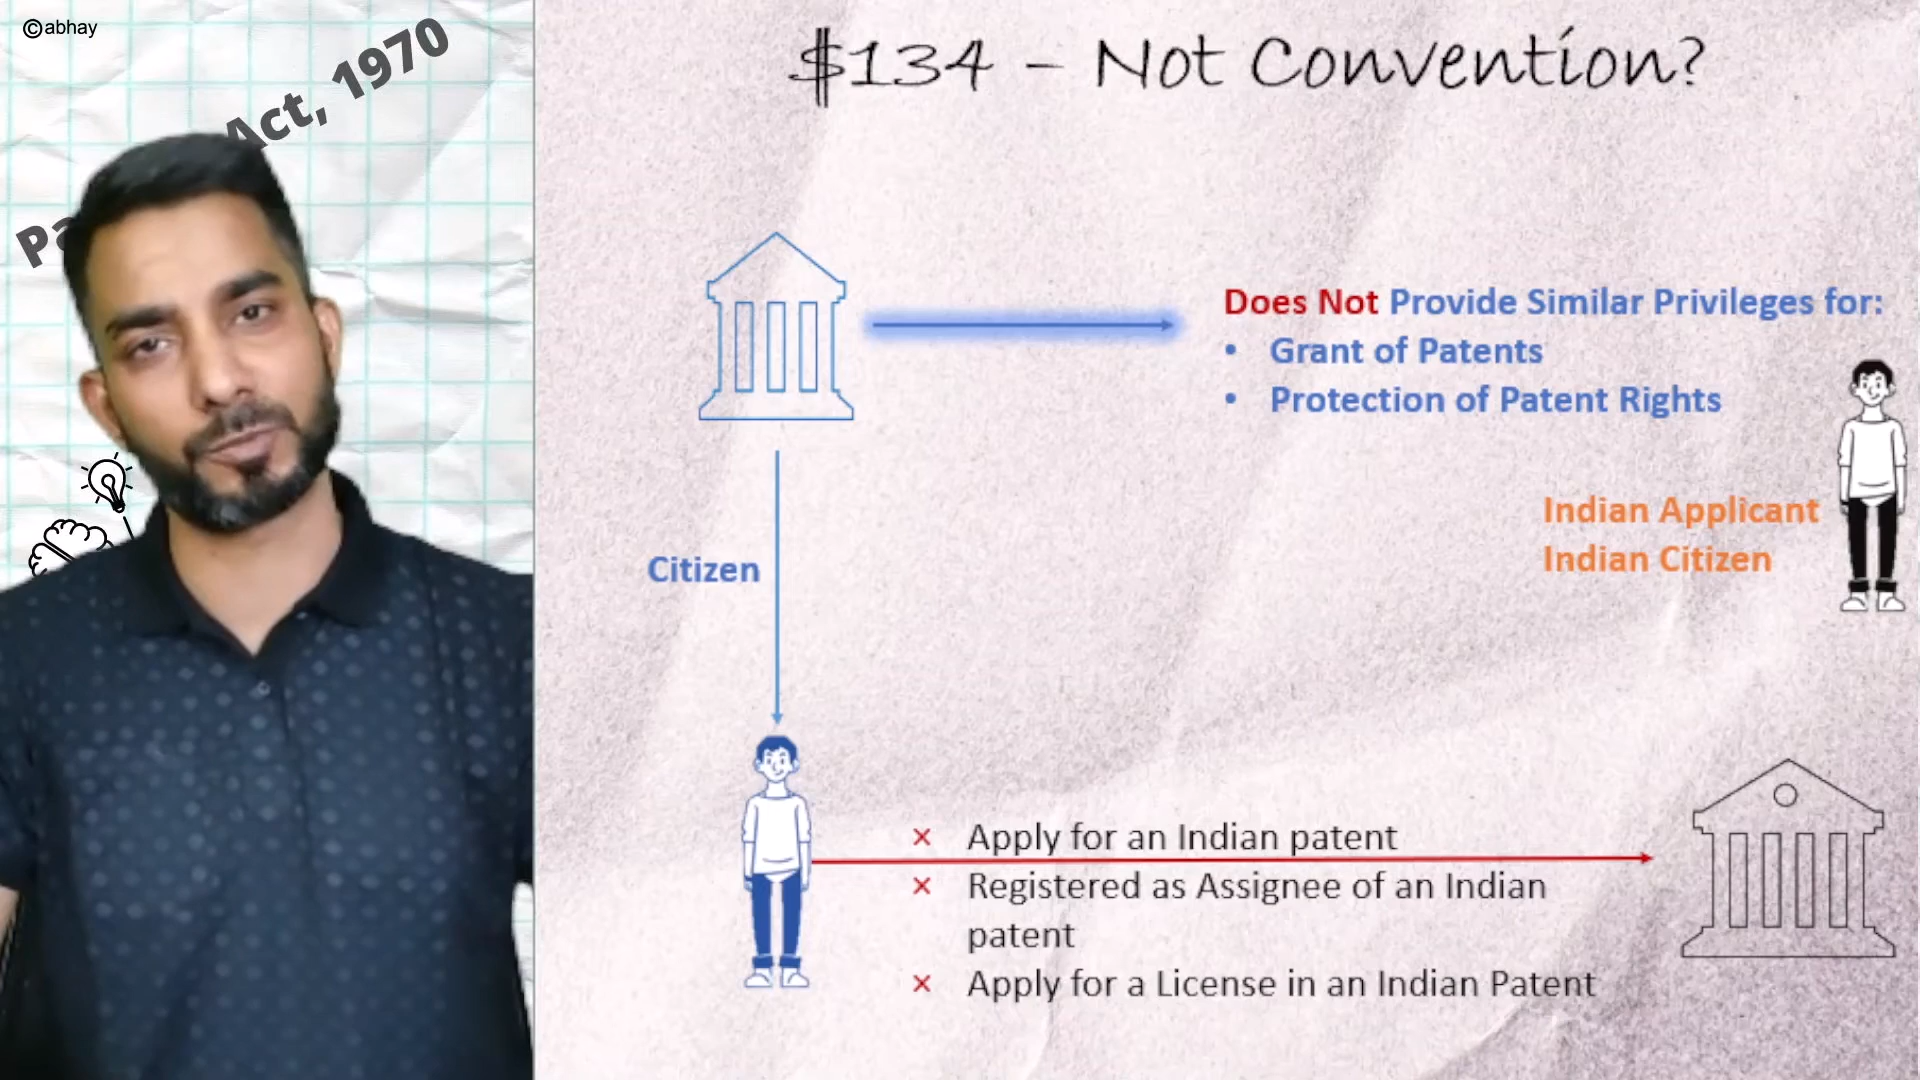 ©abhay
Act, 1970
$134 – Not Convention?
Does Not Provide Similar Privileges for:
• Grant of Patents
• Protection of Patent Rights
Indian Applicant
Indian Citizen
Citizen
× Apply for an Indian patent
× Registered as Assignee of an Indian
patent
× Apply for a License in an Indian Patent